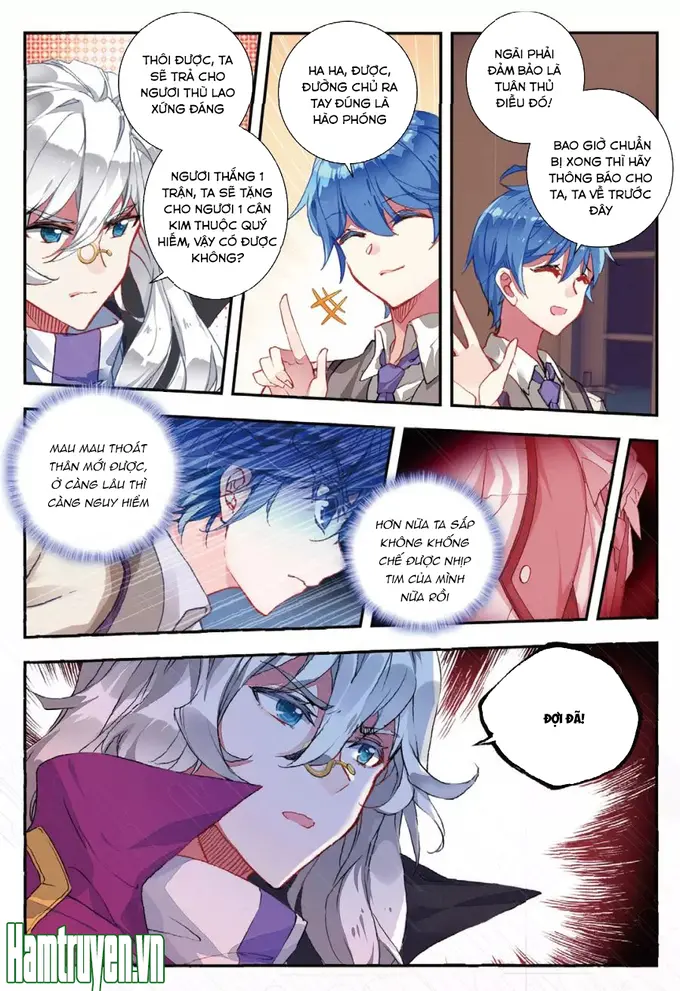 THÔI ĐƯỢC, TA
SẼ TRẢ CHO
NGƯƠI THÙ LAO
XỨNG ĐÁNG
NGƯƠI THẮNG 1
TRẬN, TA SẼ TẶNG
CHO NGƯƠI 1 CÂN
KIM THUỘC QUÝ
HIẾM, VẬY CÓ ĐƯỢC
KHÔNG?
HA HA, ĐƯỢC,
ĐƯỜNG CHỦ RA
TAY ĐÚNG LÀ
HÀO PHÓNG
NGÀI PHẢI
ĐẢM BẢO LÀ
TUÂN THỦ
ĐIỀU ĐÓ!
BAO GIỜ CHUẨN
BỊ XONG THÌ HÃY
THÔNG BÁO CHO
TA, TA VỀ TRƯỚC
ĐÂY
MAU MAU THOÁT
THÂN MỚI ĐƯỢC,
Ở CÀNG LÂU THÌ
CÀNG NGUY HIỂM
HƠN NỮA TA SẮP
KHÔNG KHỐNG
CHẾ ĐƯỢC NHỊP
TIM CỦA MÌNH
NỮA RỒI
ĐỢI ĐÃ!
Hamtruyen.vn